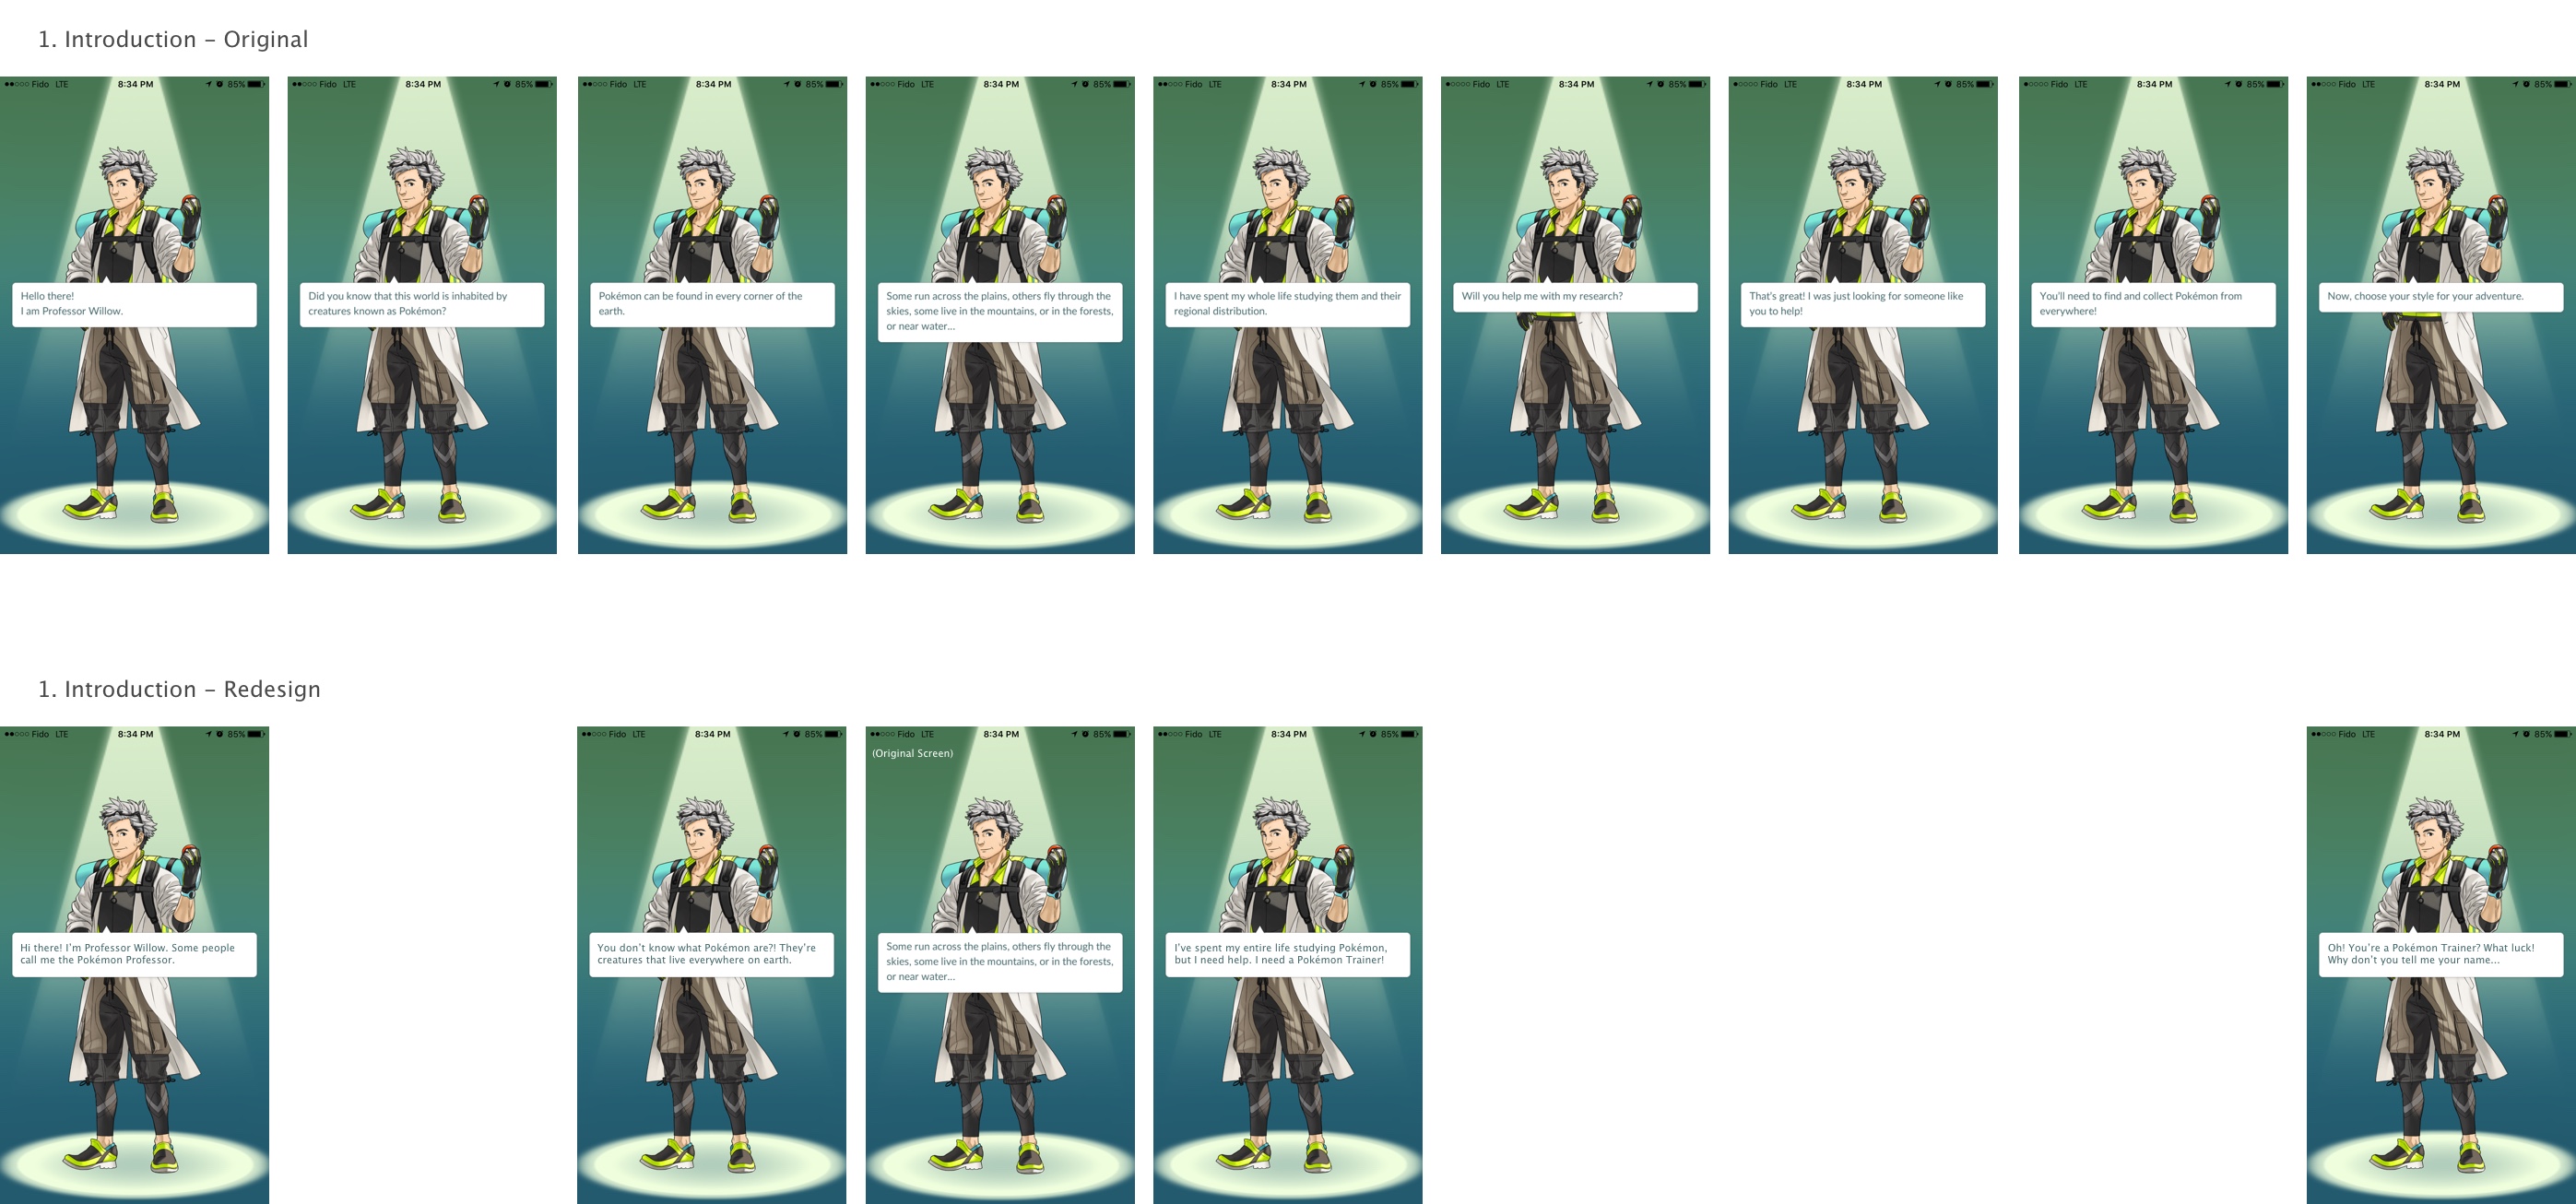 1. Introduction – Original
●●○○○ Fido LTE 8:34 PM 85%
Hello there!
I am Professor Willow.
●●○○○ Fido LTE 8:34 PM 85%
Did you know that this world is inhabited by
creatures known as Pokémon?
●●○○○ Fido LTE 8:34 PM 85%
Pokémon can be found in every corner of the
earth.
●●○○○ Fido LTE 8:34 PM 85%
Some run across the plains, others fly through the
skies, some live in the mountains, or in the forests,
or near water...
●●○○○ Fido LTE 8:34 PM 85%
I have spent my whole life studying them and their
regional distribution.
●○○○○ Fido LTE 8:34 PM 85%
Will you help me with my research?
●○○○○ Fido LTE 8:34 PM 85%
That's great! I was just looking for someone like
you to help!
●○○○○ Fido LTE 8:34 PM 85%
You'll need to find and collect Pokémon from
everywhere!
●●○○○ Fido LTE 8:34 PM 85%
Now, choose your style for your adventure.
1. Introduction – Redesign
●●○○○ Fido LTE 8:34 PM 85%
Hi there! I'm Professor Willow. Some people
call me the Pokémon Professor.
●●○○○ Fido LTE 8:34 PM 85%
You don't know what Pokémon are?! They're
creatures that live everywhere on earth.
●●○○○ Fido LTE 8:34 PM 85%
(Original Screen)
Some run across the plains, others fly through the
skies, some live in the mountains, or in the forests,
or near water...
●●○○○ Fido LTE 8:34 PM 85%
I've spent my entire life studying Pokémon,
but I need help. I need a Pokémon Trainer!
●●○○○ Fido LTE 8:34 PM 85%
Oh! You're a Pokémon Trainer? What luck!
Why don't you tell me your name...